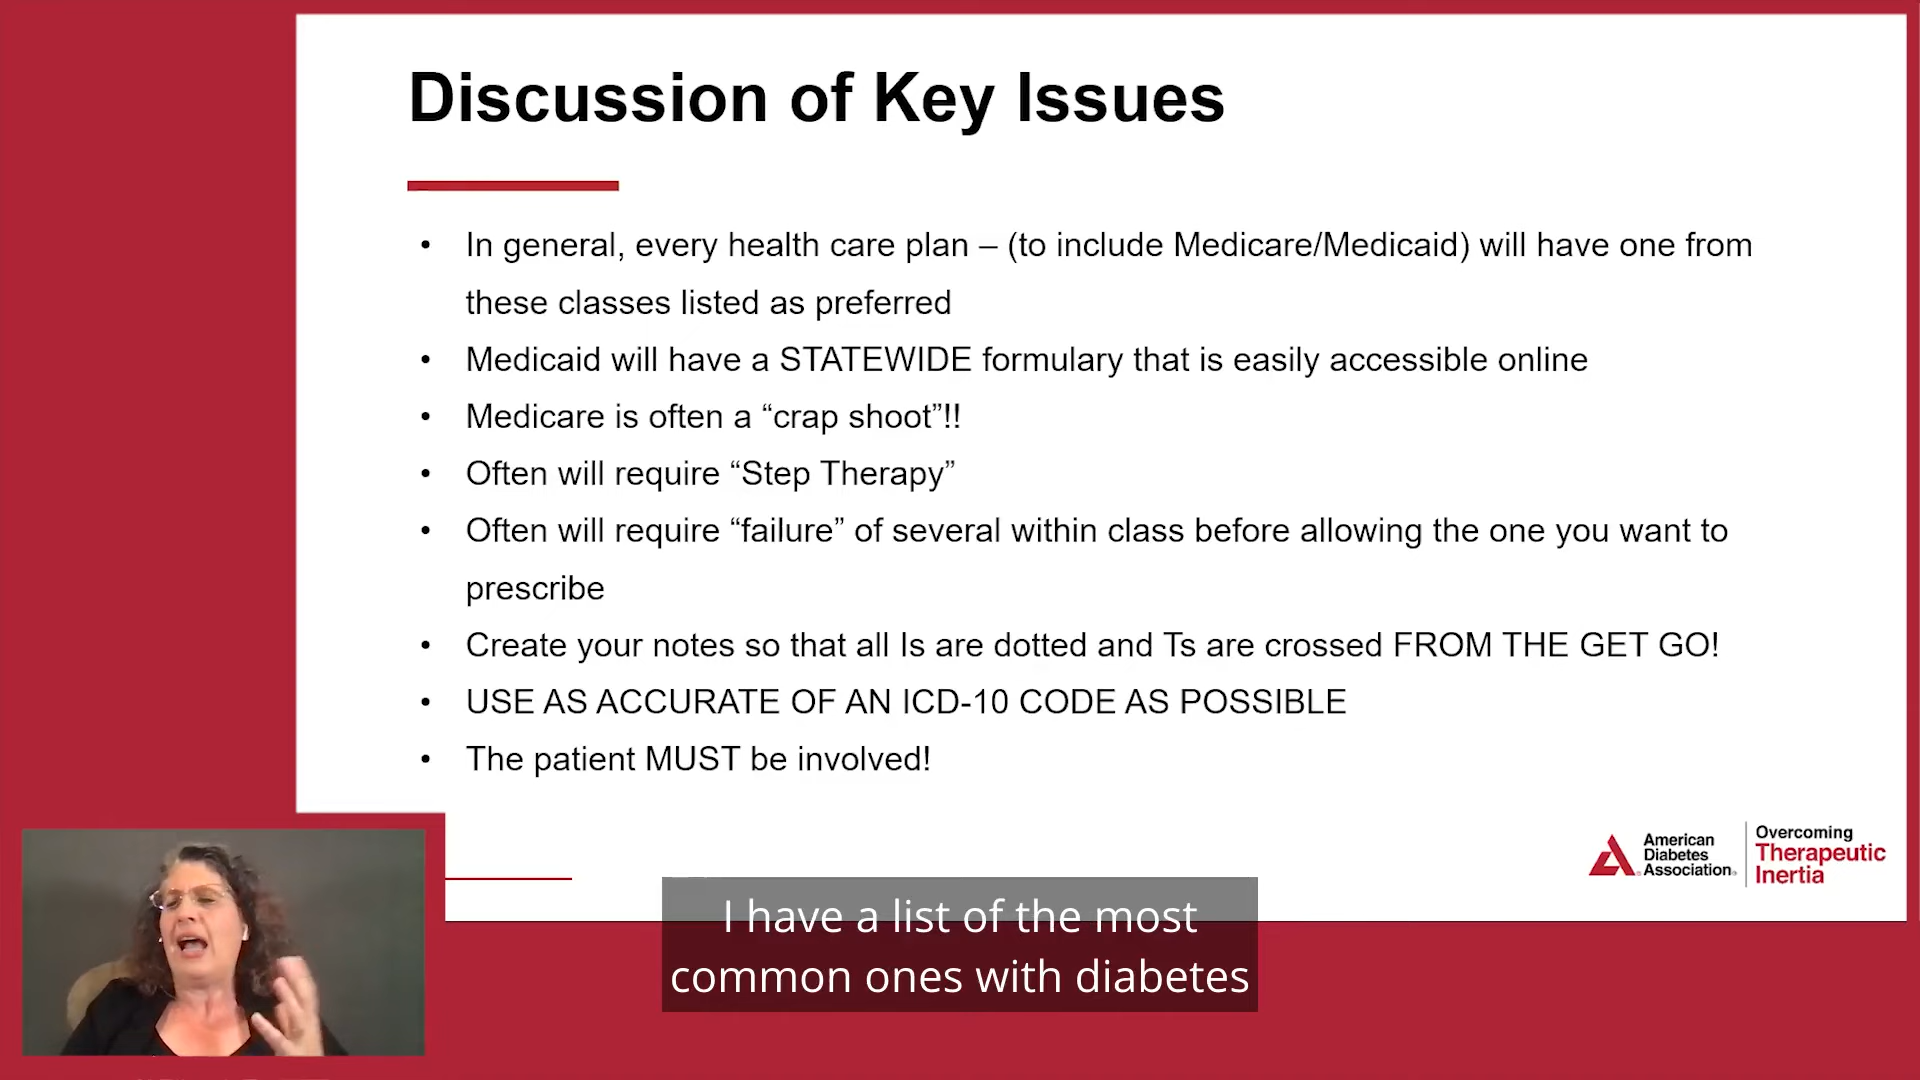 Discussion of Key Issues
• In general, every health care plan – (to include Medicare/Medicaid) will have one from
these classes listed as preferred
• Medicaid will have a STATEWIDE formulary that is easily accessible online
• Medicare is often a “crap shoot”!!
• Often will require “Step Therapy”
• Often will require “failure” of several within class before allowing the one you want to
prescribe
• Create your notes so that all Is are dotted and Ts are crossed FROM THE GET GO!
• USE AS ACCURATE OF AN ICD-10 CODE AS POSSIBLE
• The patient MUST be involved!
American
Diabetes
Association®
Overcoming
Therapeutic
Inertia
I have a list of the most
common ones with diabetes